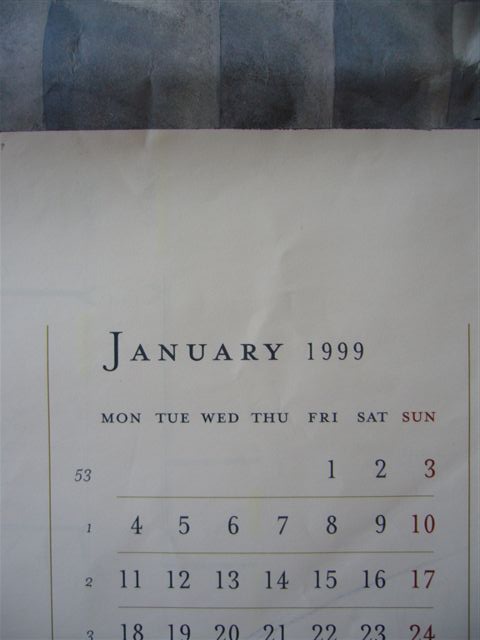 JANUARY 1999
MON TUE WED THU FRI SAT SUN
53 1 2 3
1 4 5 6 7 8 9 10
2 11 12 13 14 15 16 17
3 18 19 20 21 22 23 24